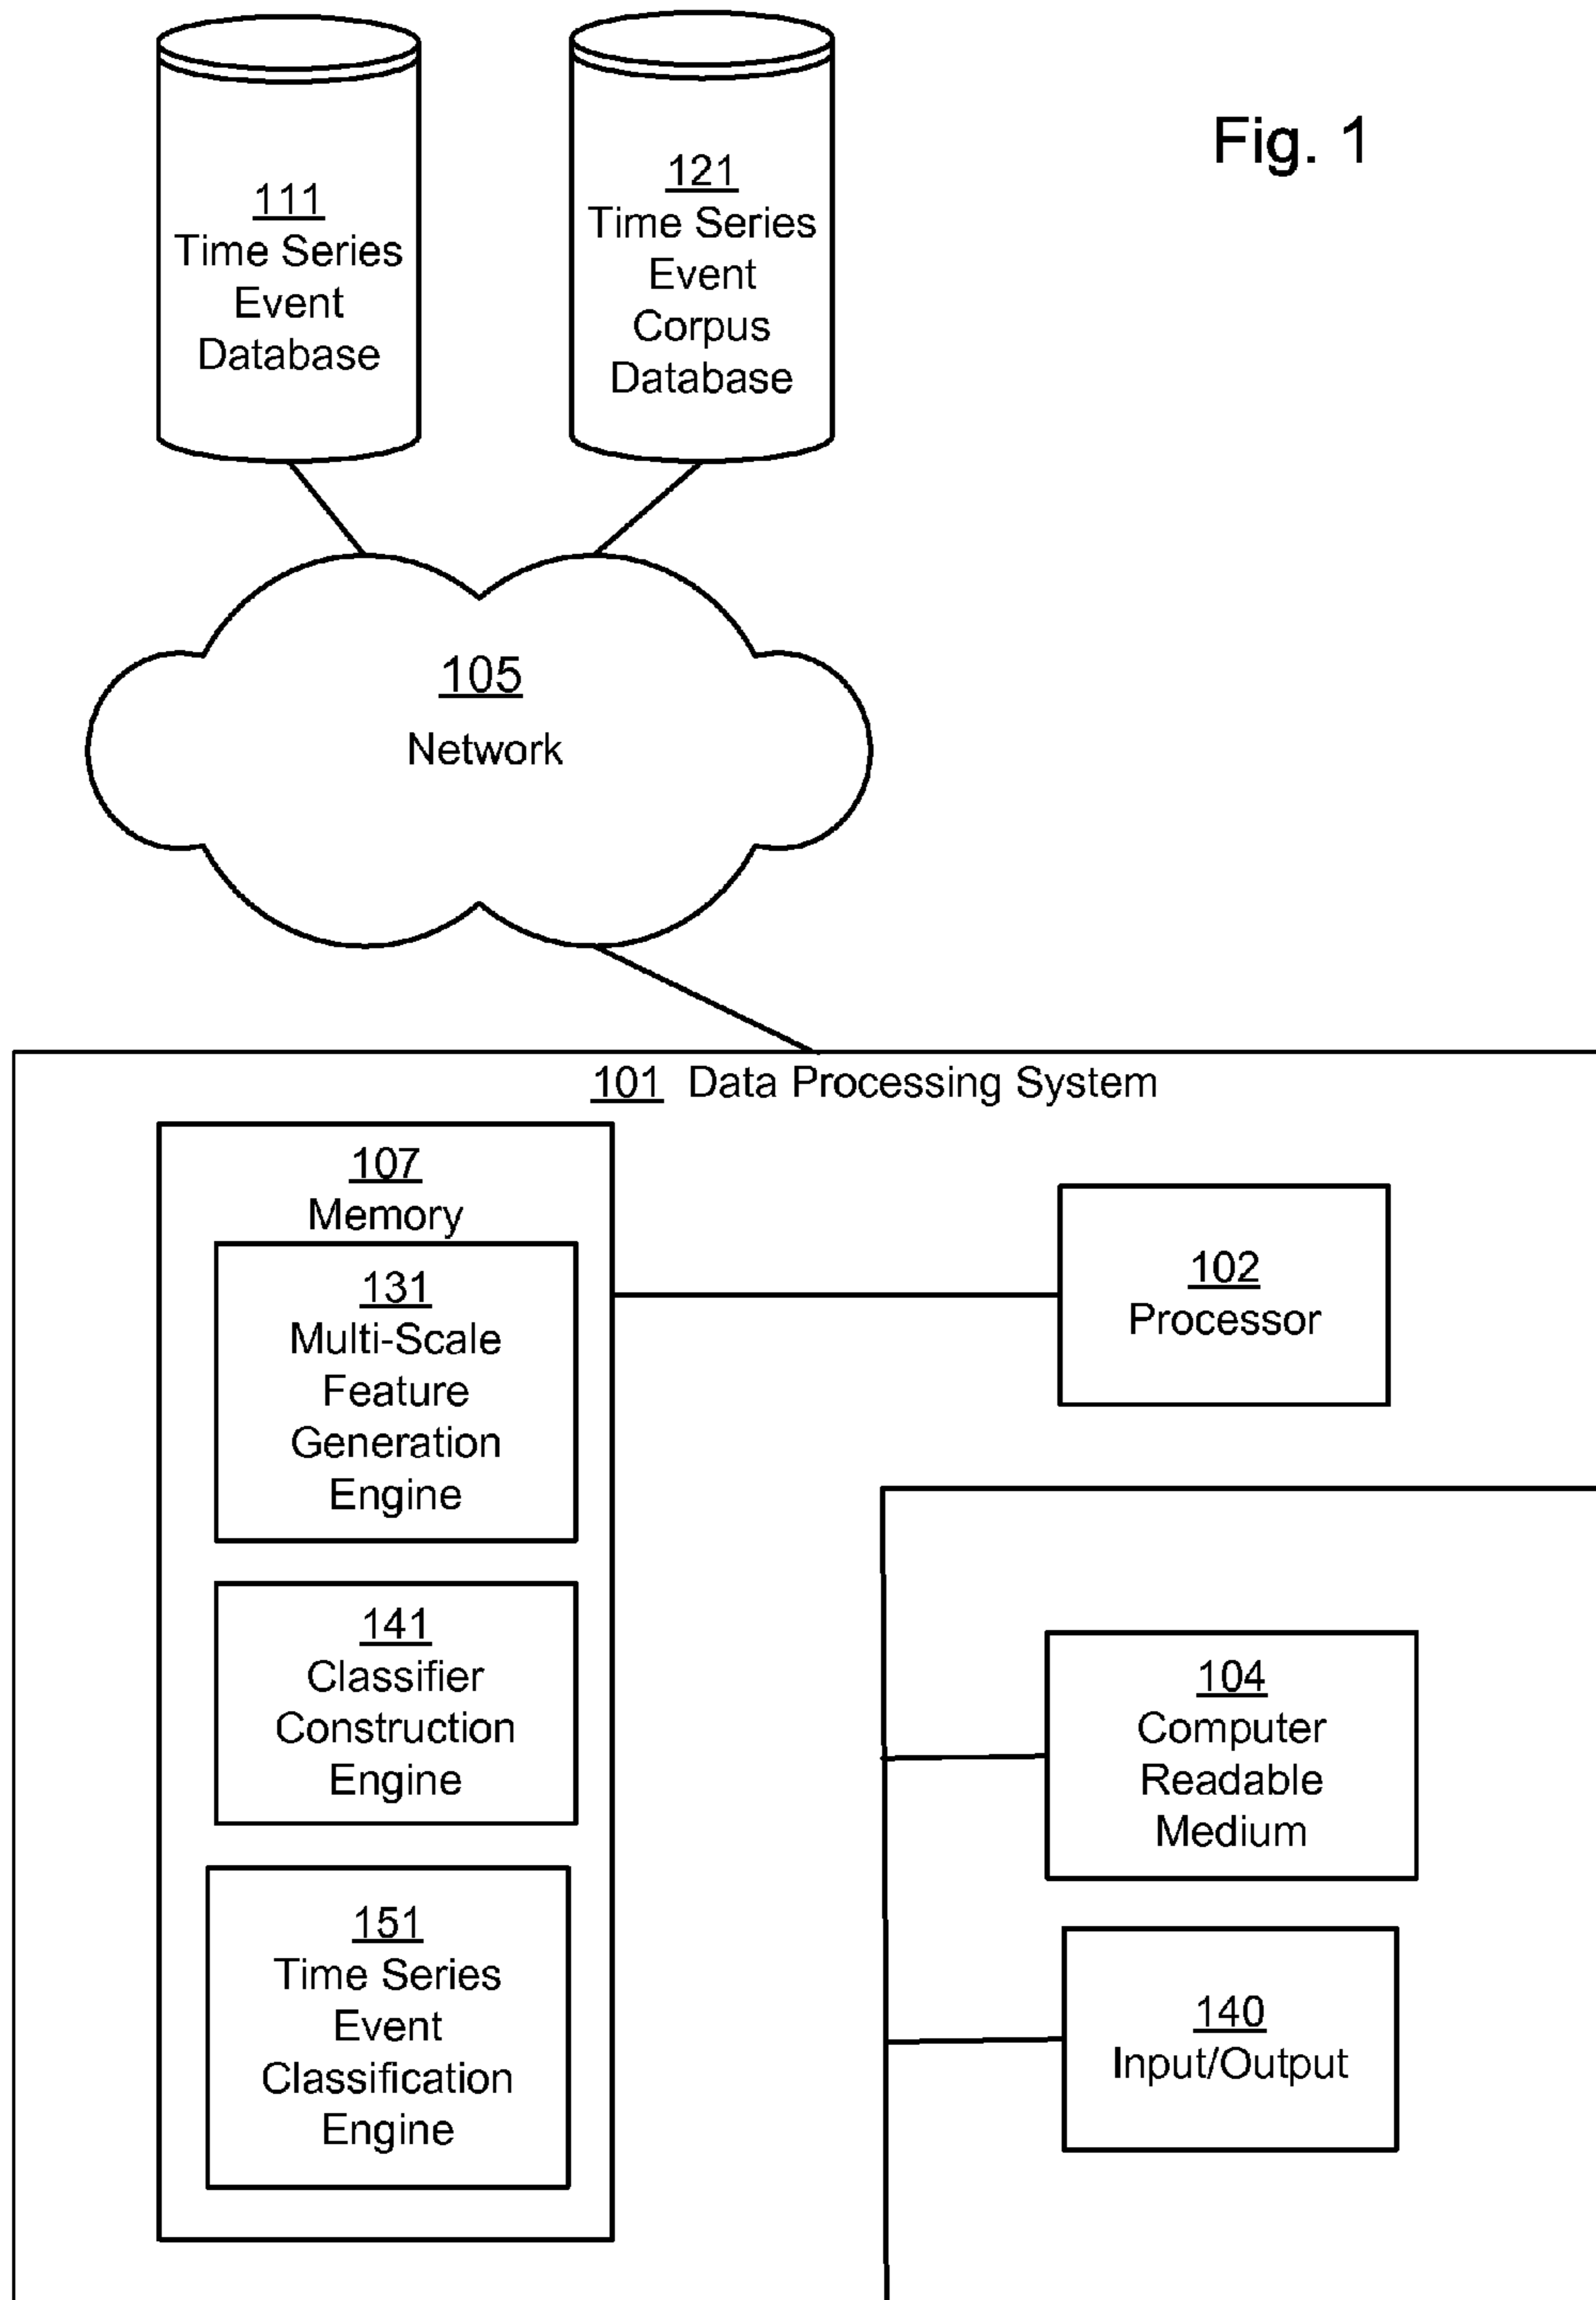 Fig. 1
111
Time Series
Event
Database
121
Time Series
Event
Corpus
Database
105
Network
101 Data Processing System
107
Memory
131
Multi-Scale
Feature
Generation
Engine
141
Classifier
Construction
Engine
151
Time Series
Event
Classification
Engine
102
Processor
104
Computer
Readable
Medium
140
Input/Output